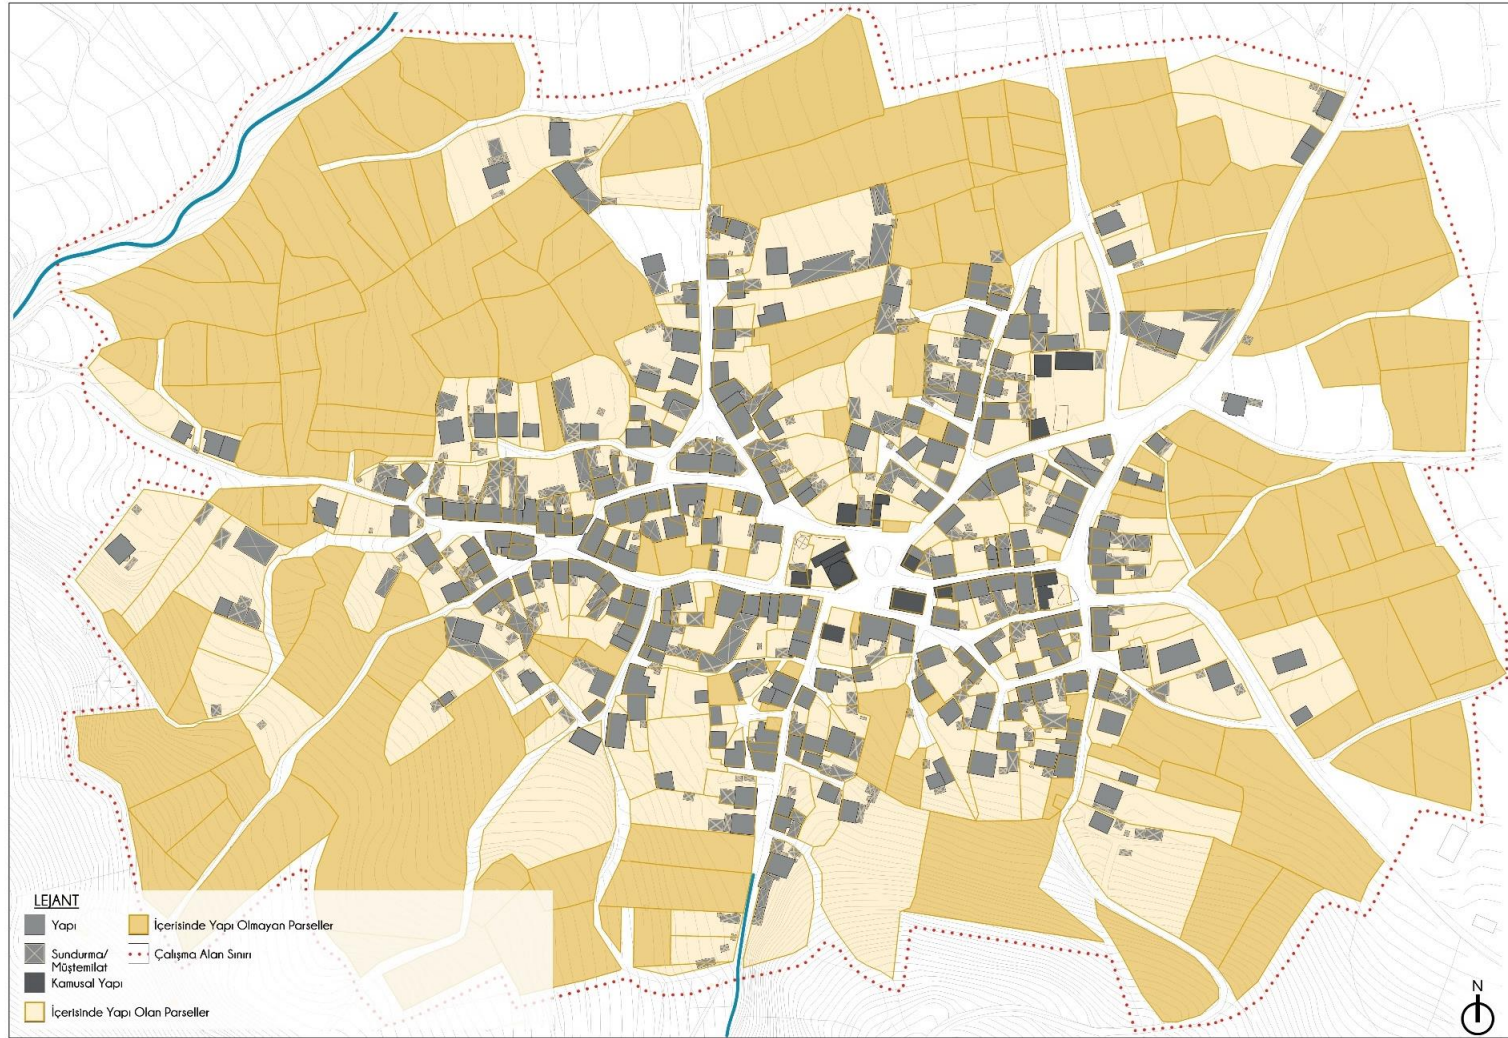 LEJANT
Yapı
Sundurma/
Müştemilat
Kamusal Yapı
İçerisinde Yapı Olan Parseller
İçerisinde Yapı Olmayan Parseller
Çalışma Alan Sınırı
N